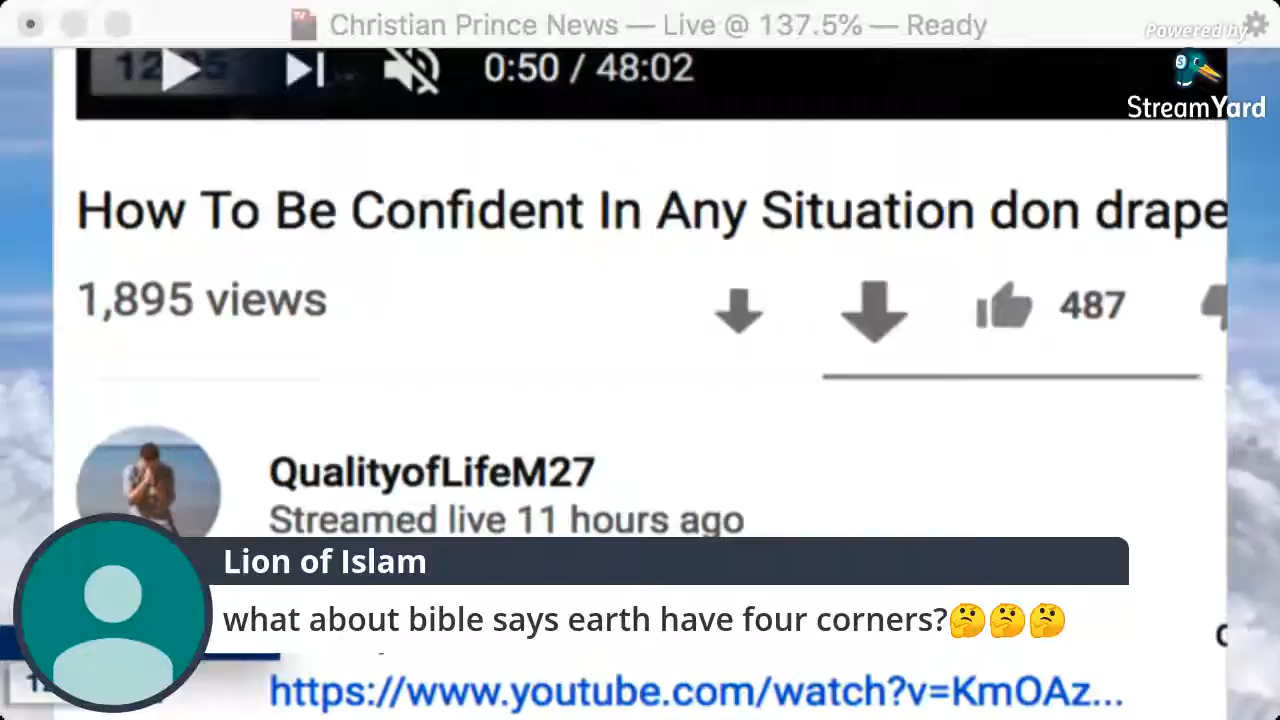 Christian Prince News — Live @ 137.5% — Ready
Powered by
StreamYard
0:50 / 48:02
How To Be Confident In Any Situation don drape
1,895 views
487
QualityofLifeM27
Streamed live 11 hours ago
Lion of Islam
what about bible says earth have four corners?🤔🤔🤔
https://www.youtube.com/watch?v=KmOAz...